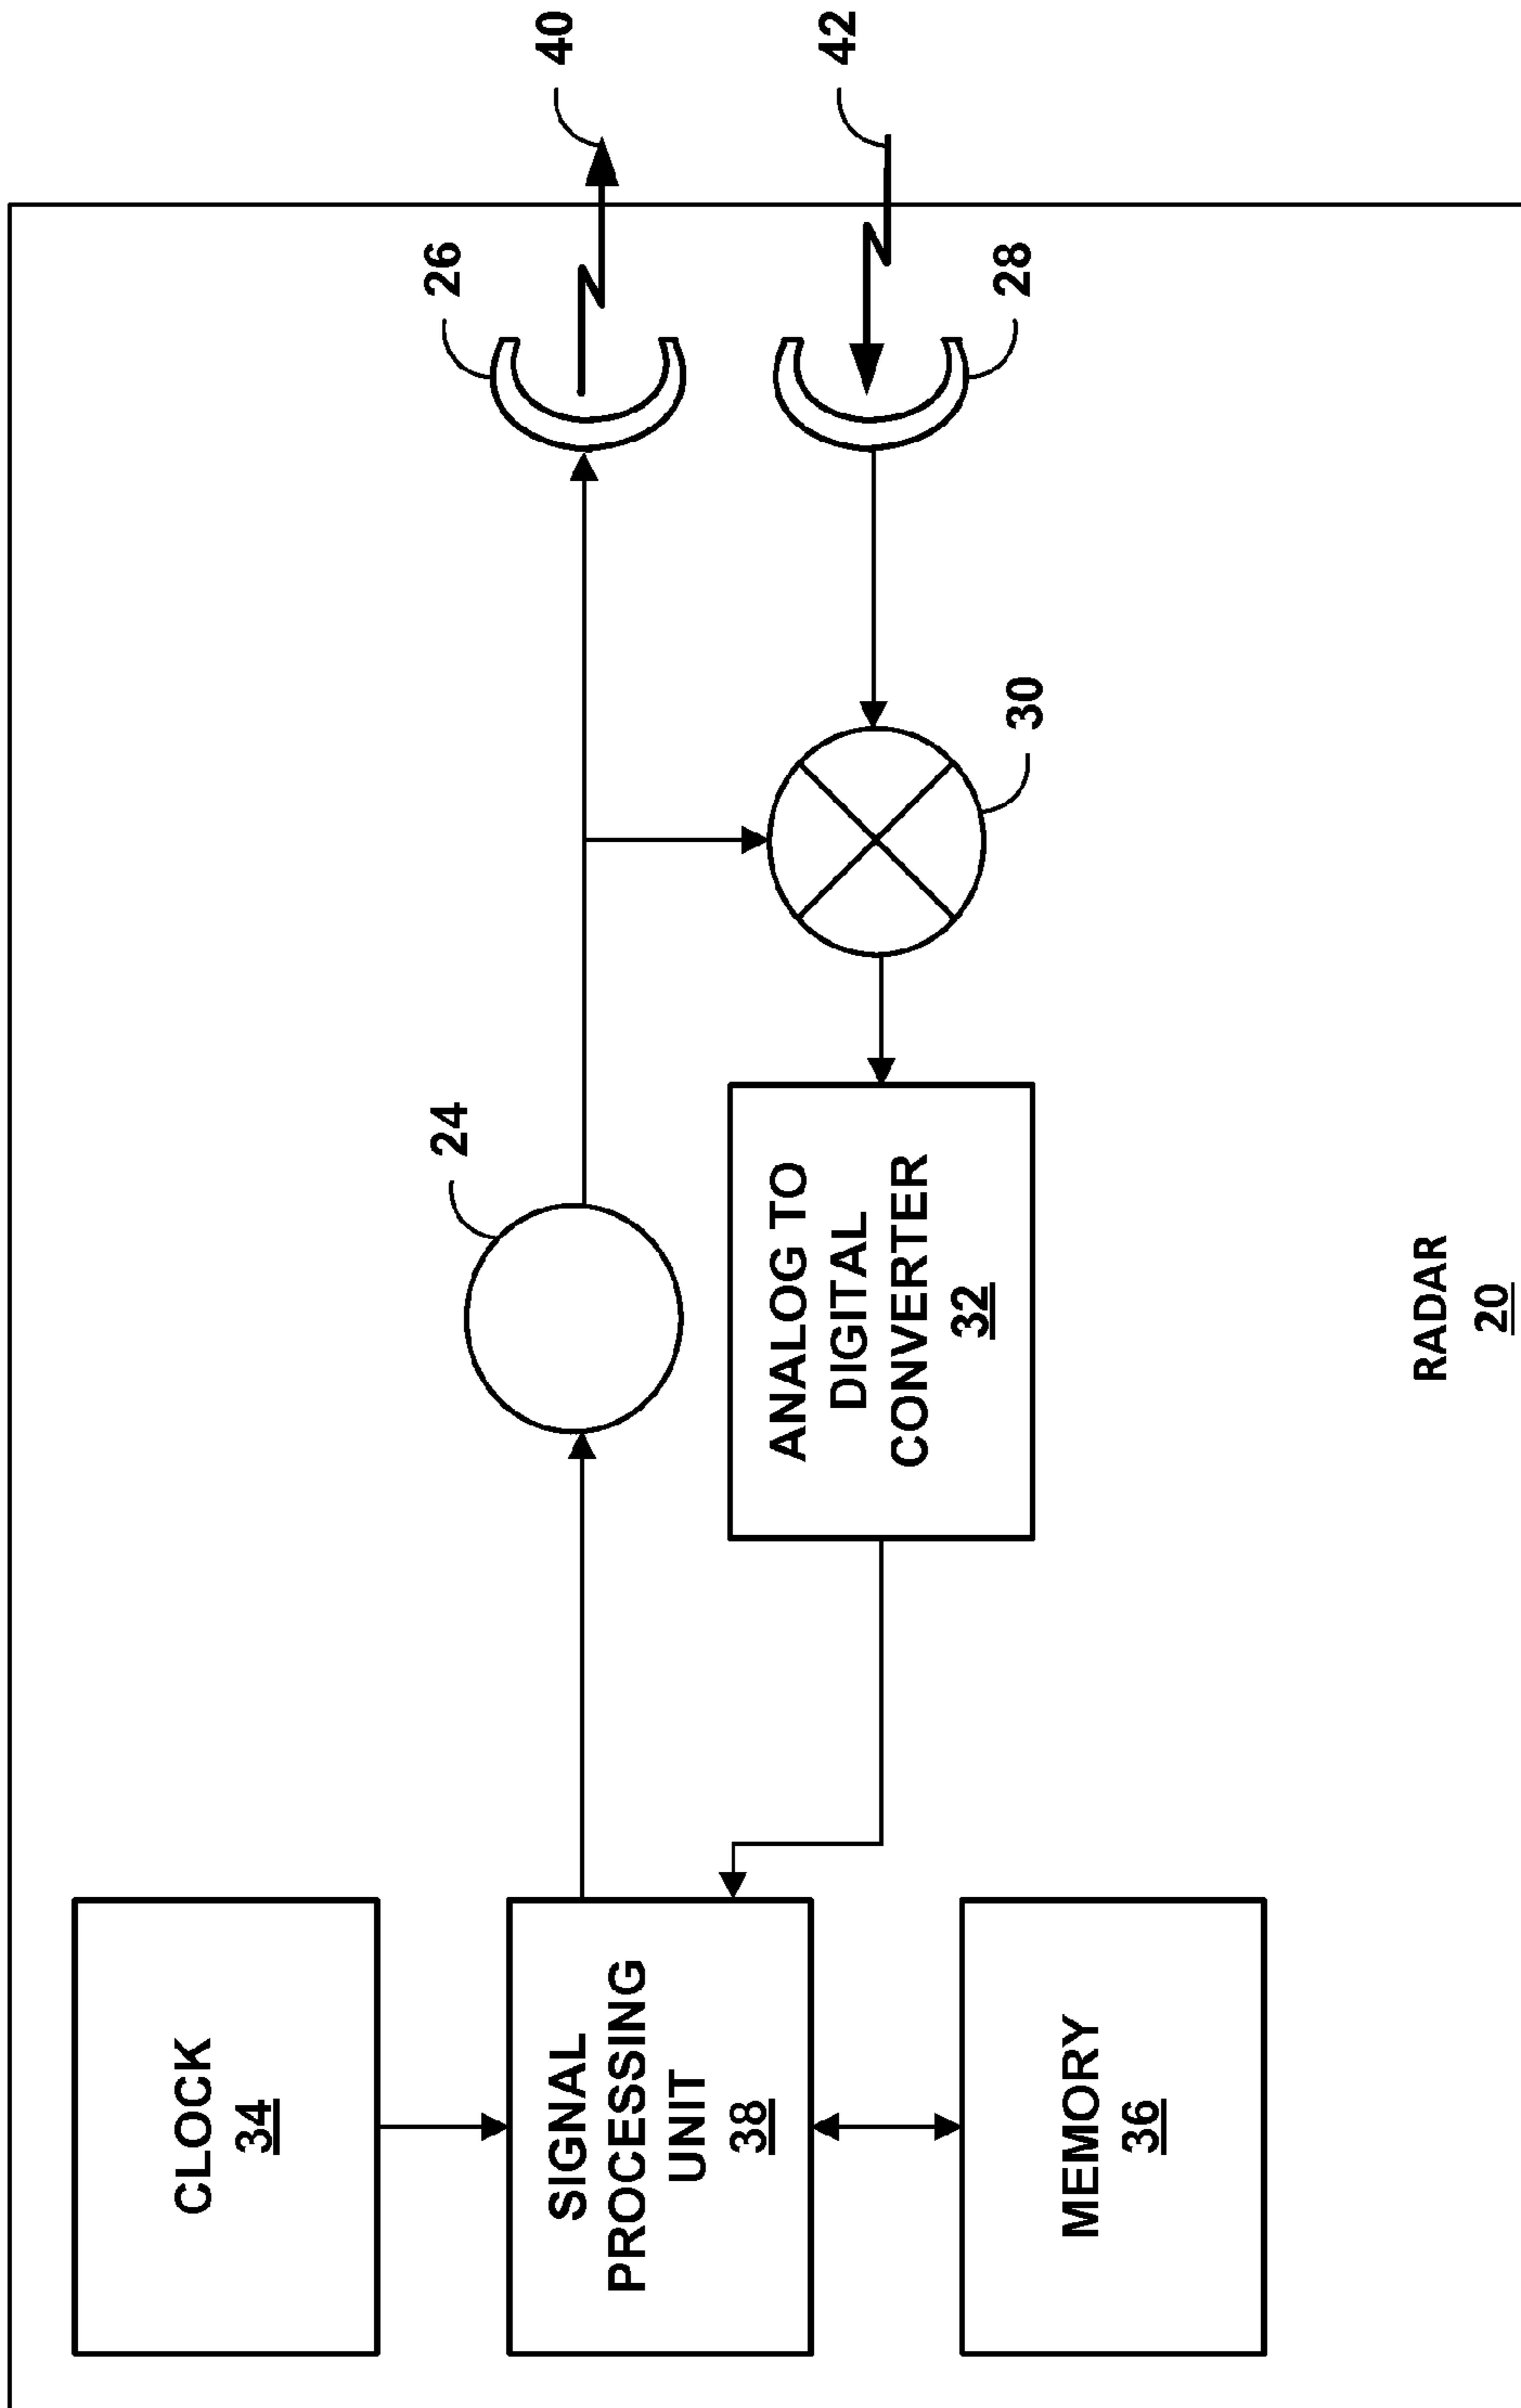 CLOCK
34
SIGNAL
PROCESSING
UNIT
38
MEMORY
36
24
ANALOG TO
DIGITAL
CONVERTER
32
30
26
28
40
42
RADAR
20